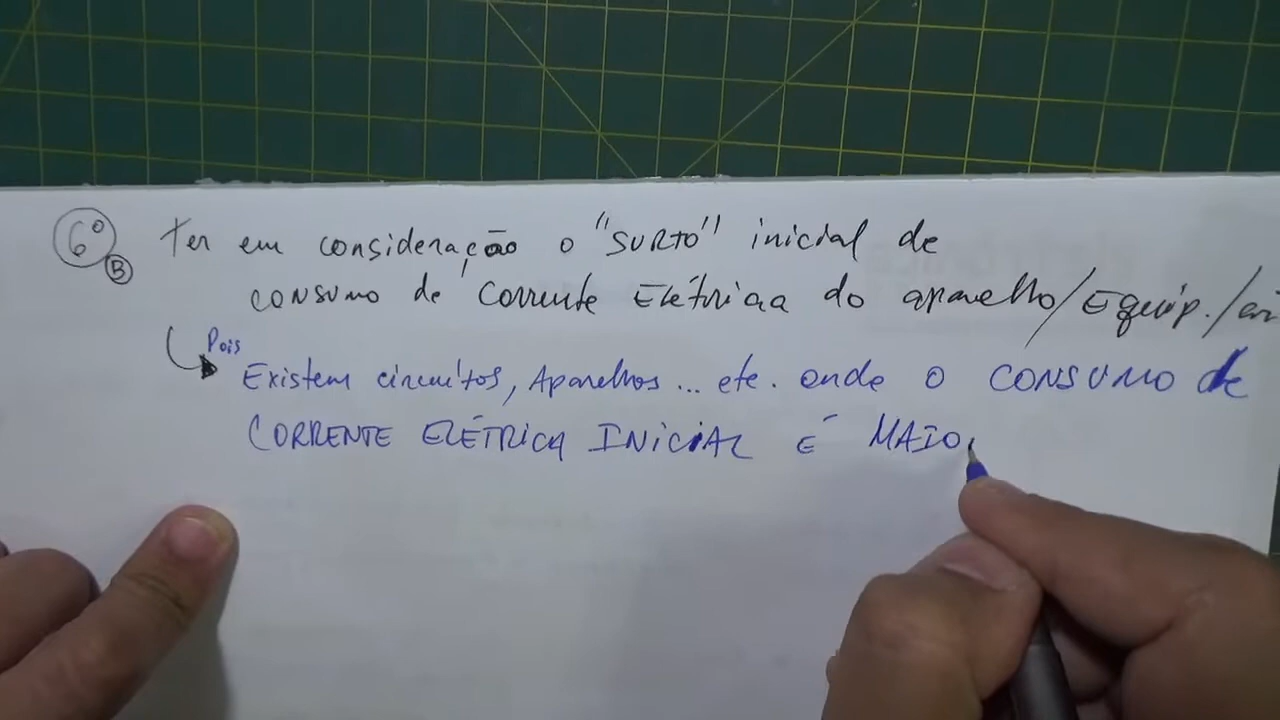 6º B Ter em consideração o "SURTO" inicial de
consumo de corrente Elétrica do aparelho/Equip./
Pois
Existem circuitos, Aparelhos... etc. onde o CONSUMO de
CORRENTE ELÉTRICA INICIAL É MAIO